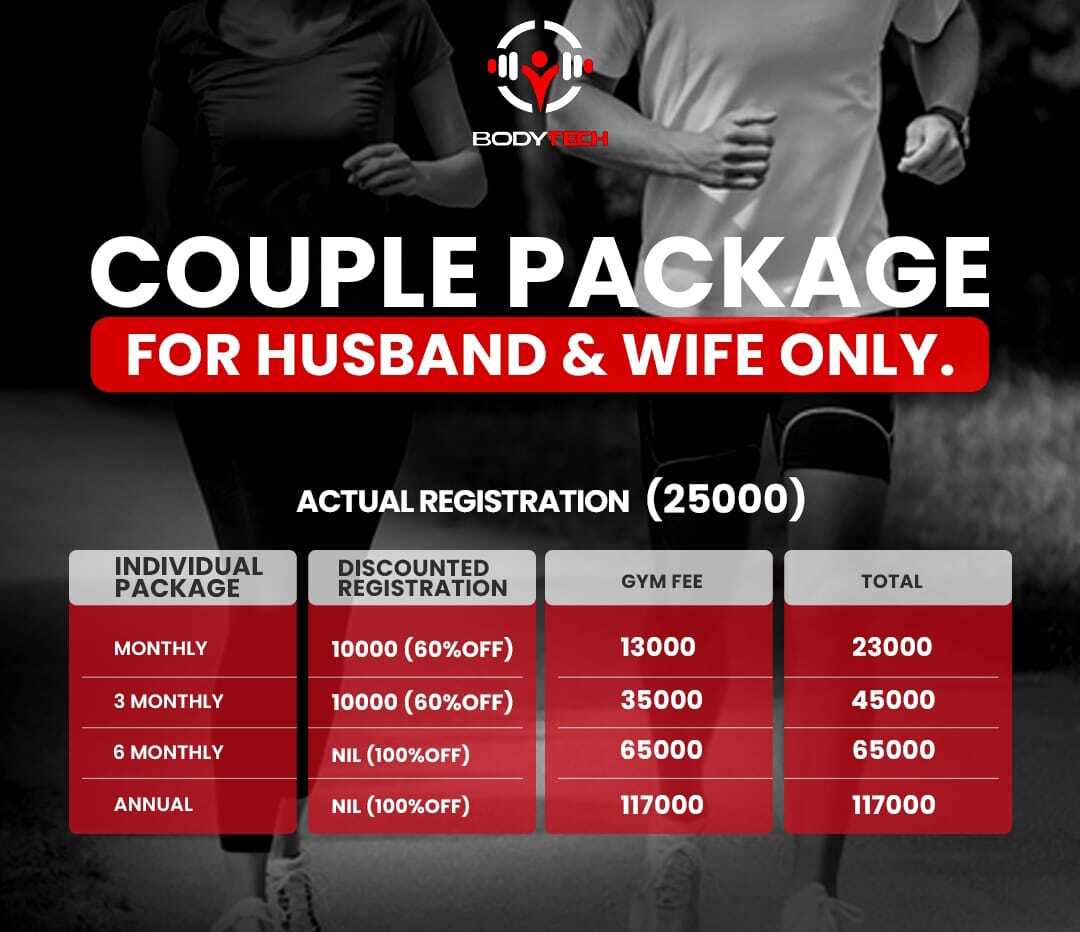 BODYTECH
COUPLE PACKAGE
FOR HUSBAND & WIFE ONLY.
ACTUAL REGISTRATION (25000)
INDIVIDUAL PACKAGE DISCOUNTED REGISTRATION GYM FEE TOTAL
MONTHLY 10000 (60%OFF) 13000 23000
3 MONTHLY 10000 (60%OFF) 35000 45000
6 MONTHLY NIL (100%OFF) 65000 65000
ANNUAL NIL (100%OFF) 117000 117000